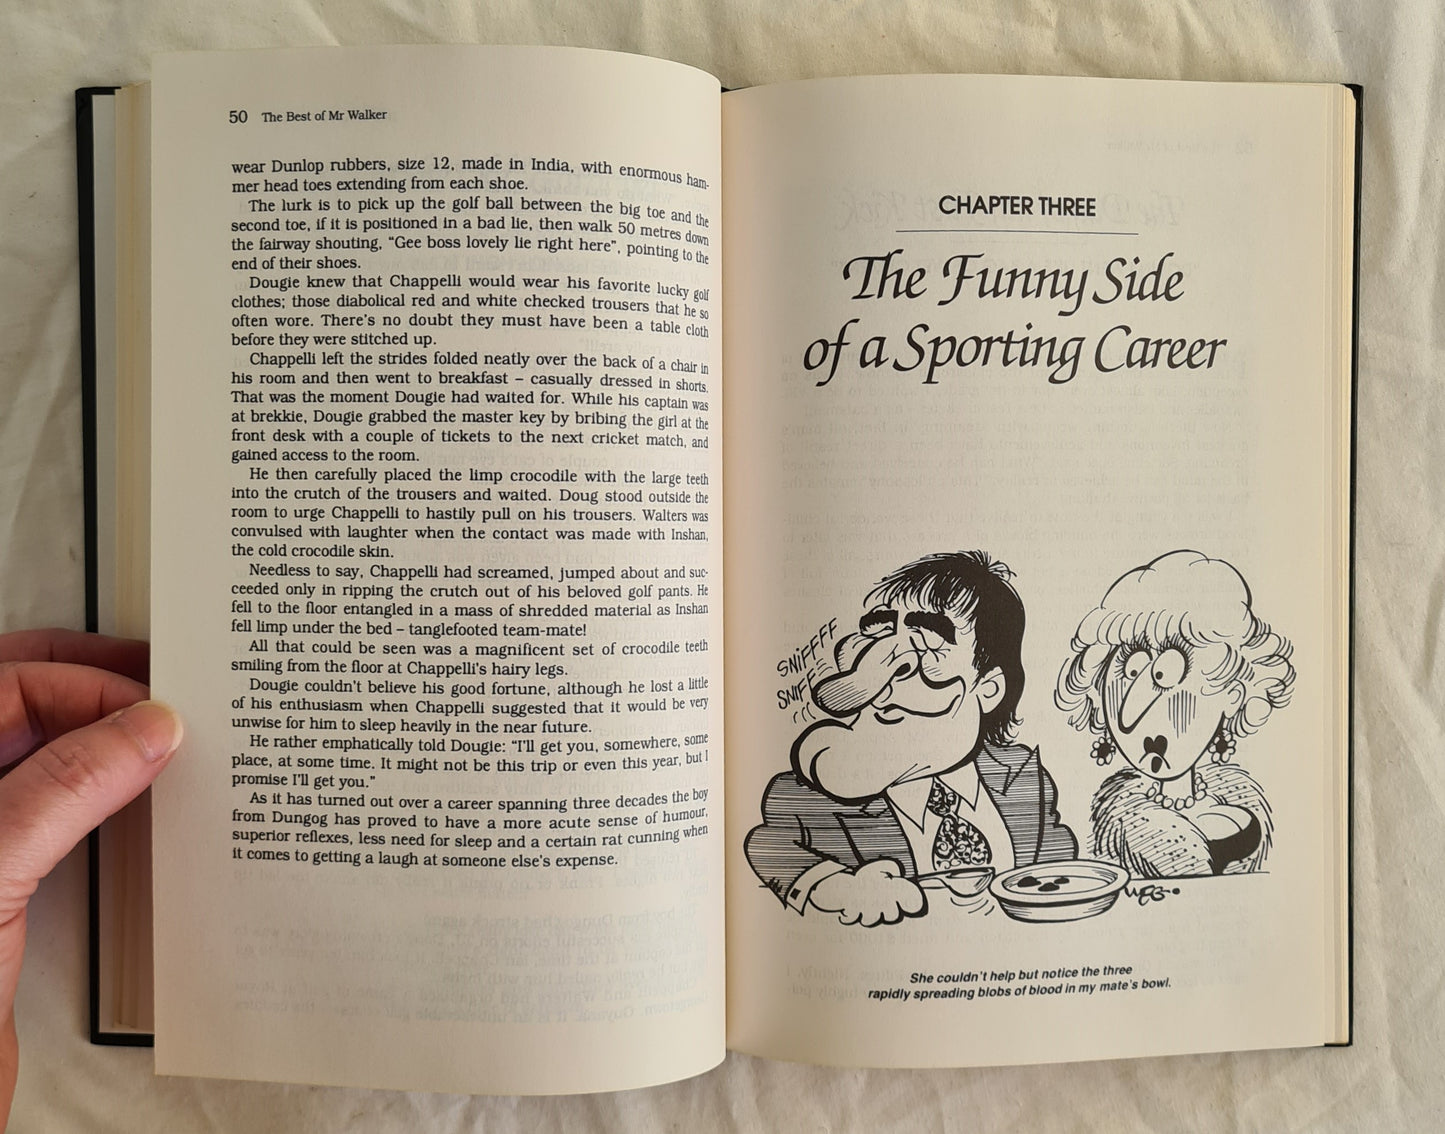 50 The Best of Mr Walker
wear Dunlop rubbers, size 12, made in India, with enormous ham-
mer head toes extending from each shoe.
The lurk is to pick up the golf ball between the big toe and the
second toe, if it is positioned in a bad lie, then walk 50 metres down
the fairway shouting, “Gee boss lovely lie right here”, pointing to the
end of their shoes.
Dougie knew that Chappelli would wear his favorite lucky golf
clothes; those diabolical red and white checked trousers that he so
often wore. There's no doubt they must have been a table cloth
before they were stitched up.
Chappelli left the strides folded neatly over the back of a chair in
his room and then went to breakfast – casually dressed in shorts.
That was the moment Dougie had waited for. While his captain was
at brekkie, Dougie grabbed the master key by bribing the girl at the
front desk with a couple of tickets to the next cricket match, and
gained access to the room.
He then carefully placed the limp crocodile with the large teeth
into the crutch of the trousers and waited. Doug stood outside the
room to urge Chappelli to hastily pull on his trousers. Walters was
convulsed with laughter when the contact was made with Inshan,
the cold crocodile skin.
Needless to say, Chappelli had screamed, jumped about and suc-
ceeded only in ripping the crutch out of his beloved golf pants. He
fell to the floor entangled in a mass of shredded material as Inshan
fell limp under the bed – tanglefooted team-mate!
All that could be seen was a magnificent set of crocodile teeth
smiling from the floor at Chappelli's hairy legs.
Dougie couldn't believe his good fortune, although he lost a little
of his enthusiasm when Chappelli suggested that it would be very
unwise for him to sleep heavily in the near future.
He rather emphatically told Dougie: “I'll get you, somewhere, some
place, at some time. It might not be this trip or even this year, but I
promise I'll get you.”
As it has turned out over a career spanning three decades the boy
from Dungog has proved to have a more acute sense of humour,
superior reflexes, less need for sleep and a certain rat cunning when
it comes to getting a laugh at someone else's expense.
CHAPTER THREE
The Funny Side
of a Sporting Career
SNIFFFF
SNIFF
WEG
She couldn't help but notice the three
rapidly spreading blobs of blood in my mate's bowl.